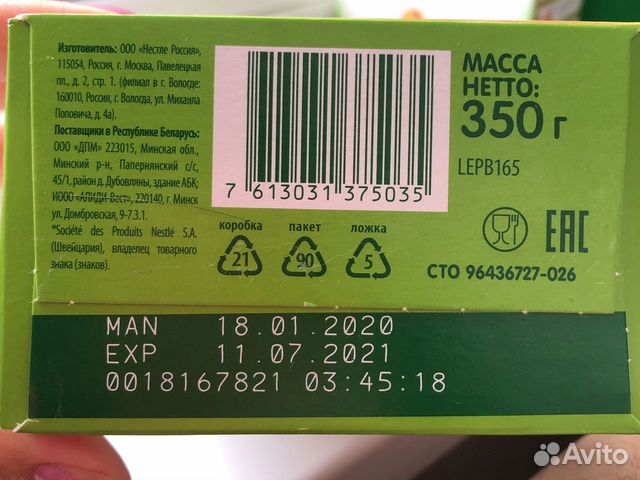 Изготовитель: ООО «Нестле Россия»,
115054, Россия, г. Москва, Павелецкая
пл., д. 2, стр. 1. (филиал в г. Вологде:
160010, Россия, г. Вологда, ул. Михаила
Поповича, д. 4а).
Поставщики в Республике Беларусь:
ООО «ДПМ» 223015, Минская обл.,
Минский р-н, Папернянский с/с,
45/1, район д. Дубовляны, здание АБК;
ИООО «АЛИДИ-Вест», 220140, г. Минск
ул. Домбровская, 9-7.3.1.
*Société des Produits Nestlé S.A.
(Швейцария), владелец товарного
знака (знаков).
7 613031 375035
МАССА
НЕТТО:
350 г
LEPB165
коробка пакет ложка
21 90 5
EAC
СТО 96436727-026
MAN 18.01.2020
EXP 11.07.2021
0018167821 03:45:18
Avito